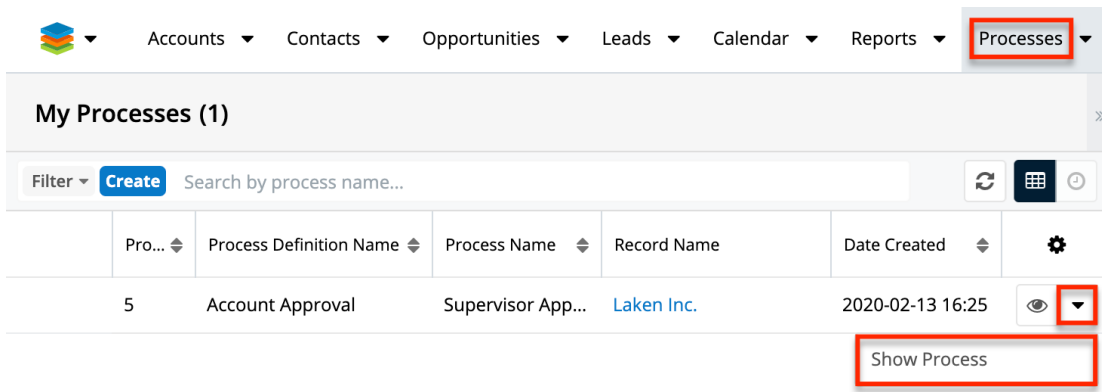 Accounts Contacts Opportunities Leads Calendar Reports Processes
My Processes (1)
Filter Create Search by process name...
Pro... Process Definition Name Process Name Record Name Date Created
5 Account Approval Supervisor App... Laken Inc. 2020-02-13 16:25
Show Process